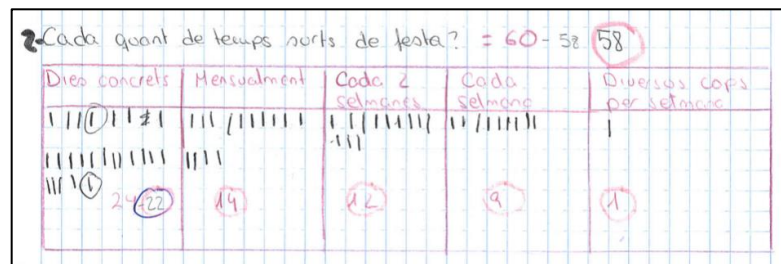 2-Cada quant de temps surts de festa? = 60 - 58 58
Dies concrets Mensualment Cada 2 setmanes Cada setmana Diversos cops per setmana
24 22 14 12 9 1